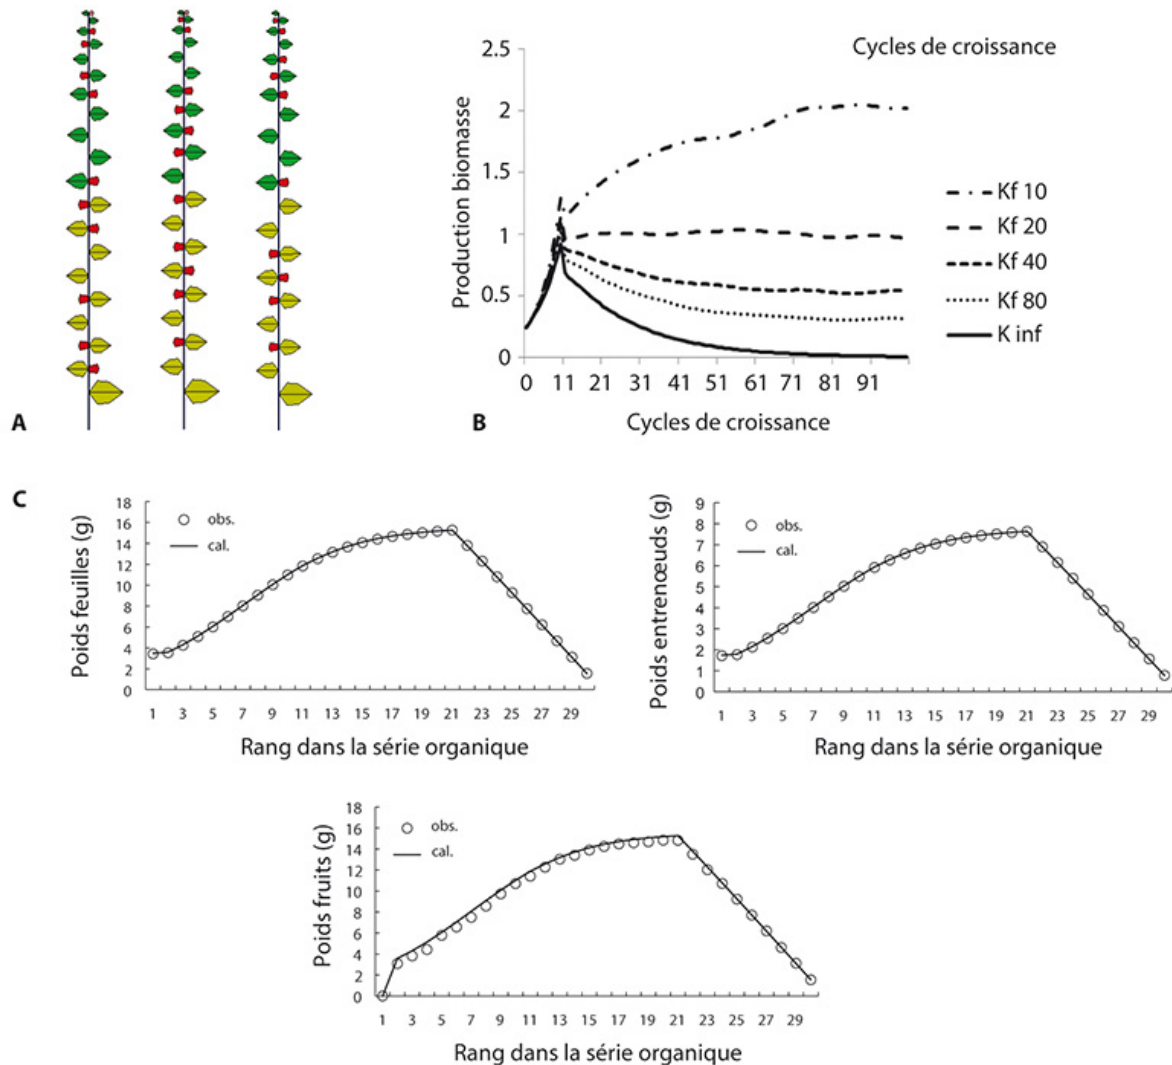 A
Cycles de croissance
Production biomasse
2.5
2
1.5
1
0.5
0
0 11 21 31 41 51 61 71 81 91
Kf 10
Kf 20
Kf 40
Kf 80
K inf
B
Cycles de croissance
C
Poids feuilles (g)
18
16
14
12
10
8
6
4
2
0
obs.
cal.
1 3 5 7 9 11 13 15 17 19 21 23 25 27 29
Rang dans la série organique
Poids entrenœuds (g)
9
8
7
6
5
4
3
2
1
0
obs.
cal.
1 3 5 7 9 11 13 15 17 19 21 23 25 27 29
Rang dans la série organique
Poids fruits (g)
18
16
14
12
10
8
6
4
2
0
obs.
cal.
1 3 5 7 9 11 13 15 17 19 21 23 25 27 29
Rang dans la série organique